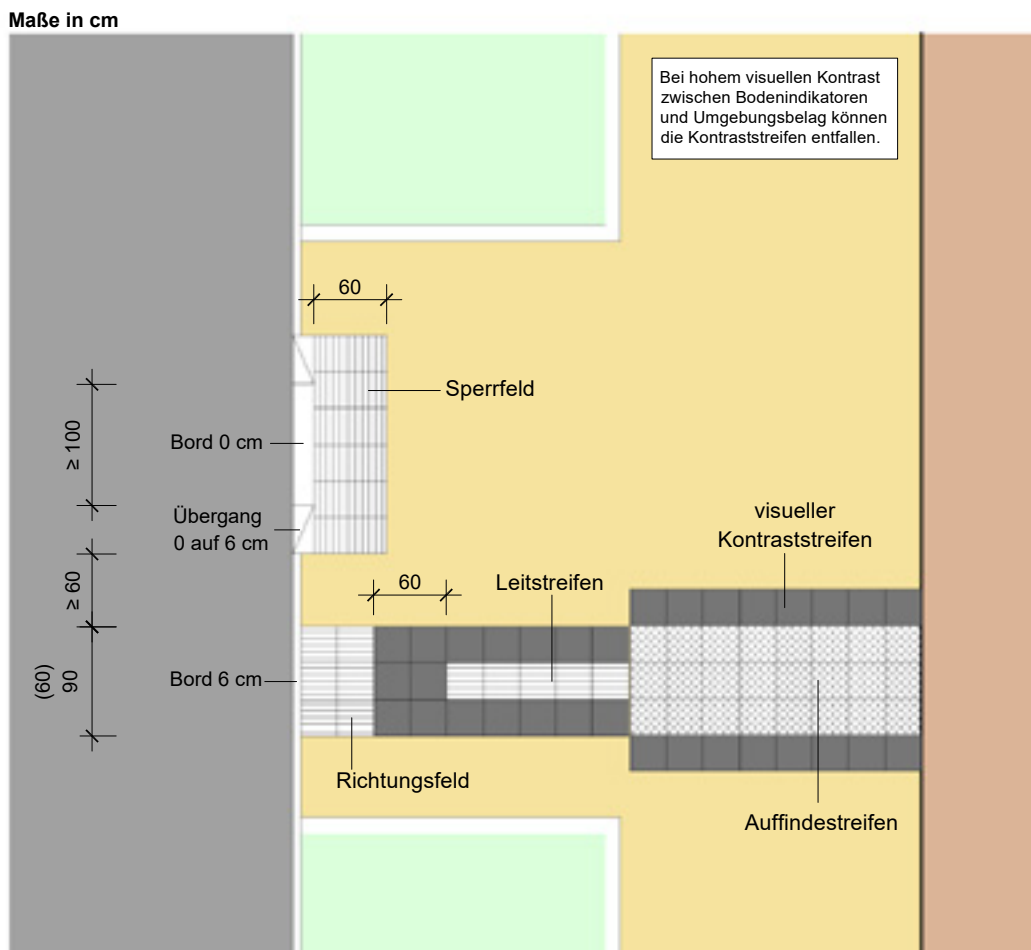 Maße in cm
Bei hohem visuellen Kontrast
zwischen Bodenindikatoren
und Umgebungsbelag können
die Kontraststreifen entfallen.
60
Sperrfeld
≥ 100
Bord 0 cm
Übergang
0 auf 6 cm
visueller
Kontraststreifen
≥ 60
60
Leitstreifen
(60)
90
Bord 6 cm
Richtungsfeld
Auffindestreifen